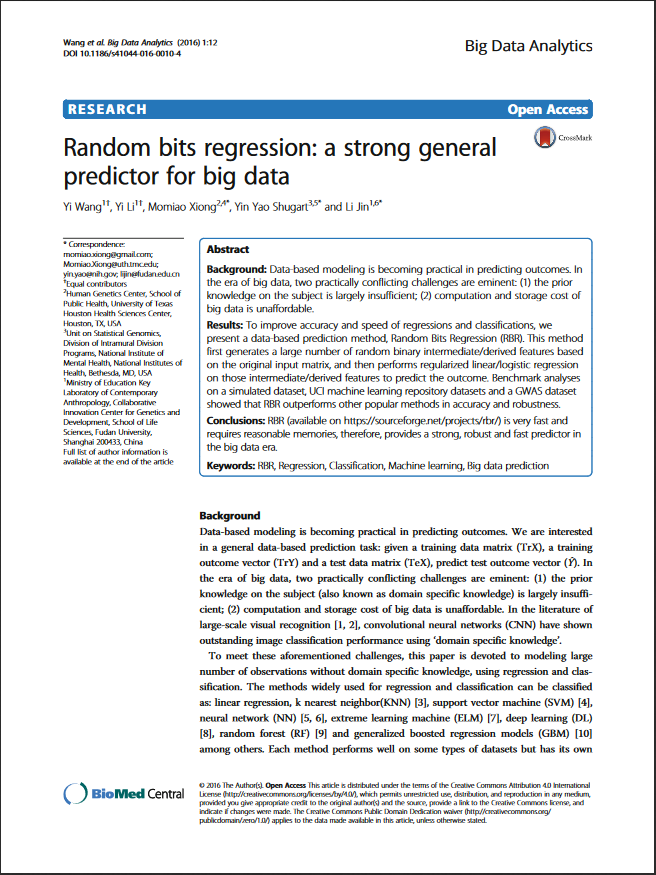 Wang et al. Big Data Analytics (2016) 1:12
DOI 10.1186/s41044-016-0010-4
Big Data Analytics
RESEARCH
Open Access
CrossMark
Random bits regression: a strong general
predictor for big data
Yi Wang1†, Yi Li1†, Momiao Xiong2,4*, Yin Yao Shugart3,5* and Li Jin1,6*
* Correspondence:
momiao.xiong@gmail.com;
Momiao.Xiong@uth.tmc.edu;
yin.yao@nih.gov; lijin@fudan.edu.cn
†Equal contributors
2Human Genetics Center, School of
Public Health, University of Texas
Houston Health Sciences Center,
Houston, TX, USA
3Unit on Statistical Genomics,
Division of Intramural Division
Programs, National Institute of
Mental Health, National Institutes of
Health, Bethesda, MD, USA
1Ministry of Education Key
Laboratory of Contemporary
Anthropology, Collaborative
Innovation Center for Genetics and
Development, School of Life
Sciences, Fudan University,
Shanghai 200433, China
Full list of author information is
available at the end of the article
Abstract
Background: Data-based modeling is becoming practical in predicting outcomes. In
the era of big data, two practically conflicting challenges are eminent: (1) the prior
knowledge on the subject is largely insufficient; (2) computation and storage cost of
big data is unaffordable.
Results: To improve accuracy and speed of regressions and classifications, we
present a data-based prediction method, Random Bits Regression (RBR). This method
first generates a large number of random binary intermediate/derived features based
on the original input matrix, and then performs regularized linear/logistic regression
on those intermediate/derived features to predict the outcome. Benchmark analyses
on a simulated dataset, UCI machine learning repository datasets and a GWAS dataset
showed that RBR outperforms other popular methods in accuracy and robustness.
Conclusions: RBR (available on https://sourceforge.net/projects/rbr/) is very fast and
requires reasonable memories, therefore, provides a strong, robust and fast predictor in
the big data era.
Keywords: RBR, Regression, Classification, Machine learning, Big data prediction
Background
Data-based modeling is becoming practical in predicting outcomes. We are interested
in a general data-based prediction task: given a training data matrix (TrX), a training
outcome vector (TrY) and a test data matrix (TeX), predict test outcome vector (Ŷ). In
the era of big data, two practically conflicting challenges are eminent: (1) the prior
knowledge on the subject (also known as domain specific knowledge) is largely insuffi-
cient; (2) computation and storage cost of big data is unaffordable. In the literature of
large-scale visual recognition [1, 2], convolutional neural networks (CNN) have shown
outstanding image classification performance using ‘domain specific knowledge’.
To meet these aforementioned challenges, this paper is devoted to modeling large
number of observations without domain specific knowledge, using regression and clas-
sification. The methods widely used for regression and classification can be classified
as: linear regression, k nearest neighbor(KNN) [3], support vector machine (SVM) [4],
neural network (NN) [5, 6], extreme learning machine (ELM) [7], deep learning (DL)
[8], random forest (RF) [9] and generalized boosted regression models (GBM) [10]
among others. Each method performs well on some types of datasets but has its own
BioMed Central
© 2016 The Author(s). Open Access This article is distributed under the terms of the Creative Commons Attribution 4.0 International
License (http://creativecommons.org/licenses/by/4.0/), which permits unrestricted use, distribution, and reproduction in any medium,
provided you give appropriate credit to the original author(s) and the source, provide a link to the Creative Commons license, and
indicate if changes were made. The Creative Commons Public Domain Dedication waiver (http://creativecommons.org/
publicdomain/zero/1.0/) applies to the data made available in this article, unless otherwise stated.